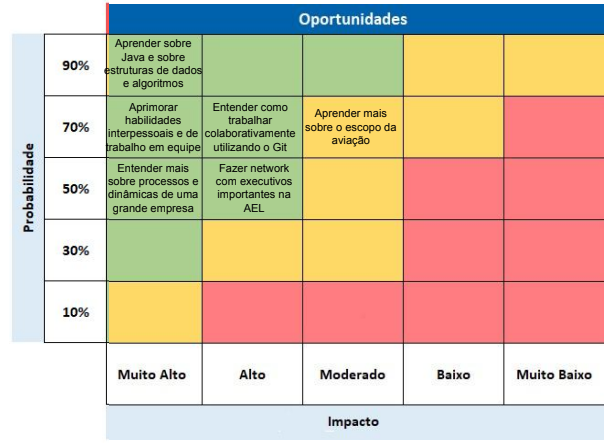 Oportunidades
Probabilidade
90%
Aprender sobre
Java e sobre
estruturas de dados
e algoritmos
70%
Aprimorar
habilidades
interpessoais e de
trabalho em equipe
Entender como
trabalhar
colaborativamente
utilizando o Git
Aprender mais
sobre o escopo da
aviação
50%
Entender mais
sobre processos e
dinâmicas de uma
grande empresa
Fazer network
com executivos
importantes na
AEL
30%
10%
Muito Alto
Alto
Moderado
Baixo
Muito Baixo
Impacto